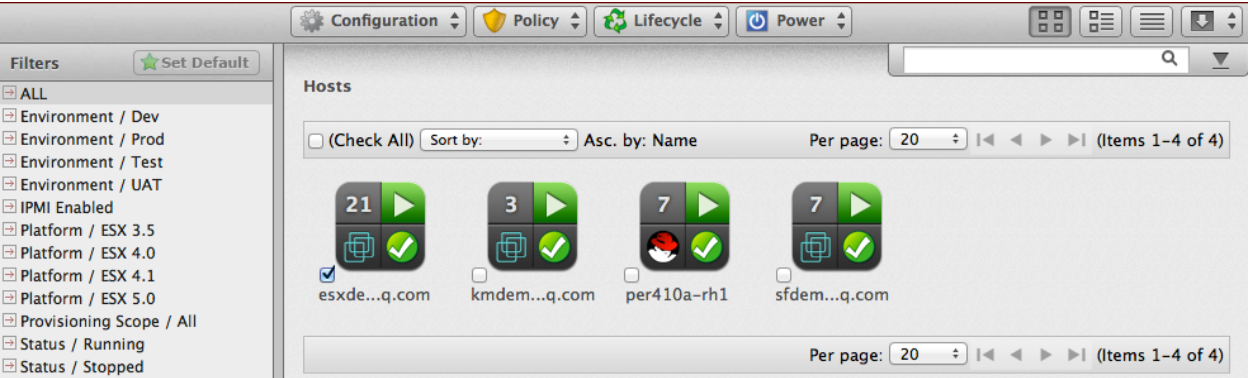 Configuration Policy Lifecycle Power
Filters Set Default
ALL
Environment / Dev
Environment / Prod
Environment / Test
Environment / UAT
IPMI Enabled
Platform / ESX 3.5
Platform / ESX 4.0
Platform / ESX 4.1
Platform / ESX 5.0
Provisioning Scope / All
Status / Running
Status / Stopped
Hosts
(Check All) Sort by: Asc. by: Name Per page: 20 (Items 1-4 of 4)
21 3 7 7
esxde...q.com kmdem...q.com per410a-rh1 sfdem...q.com
Per page: 20 (Items 1-4 of 4)